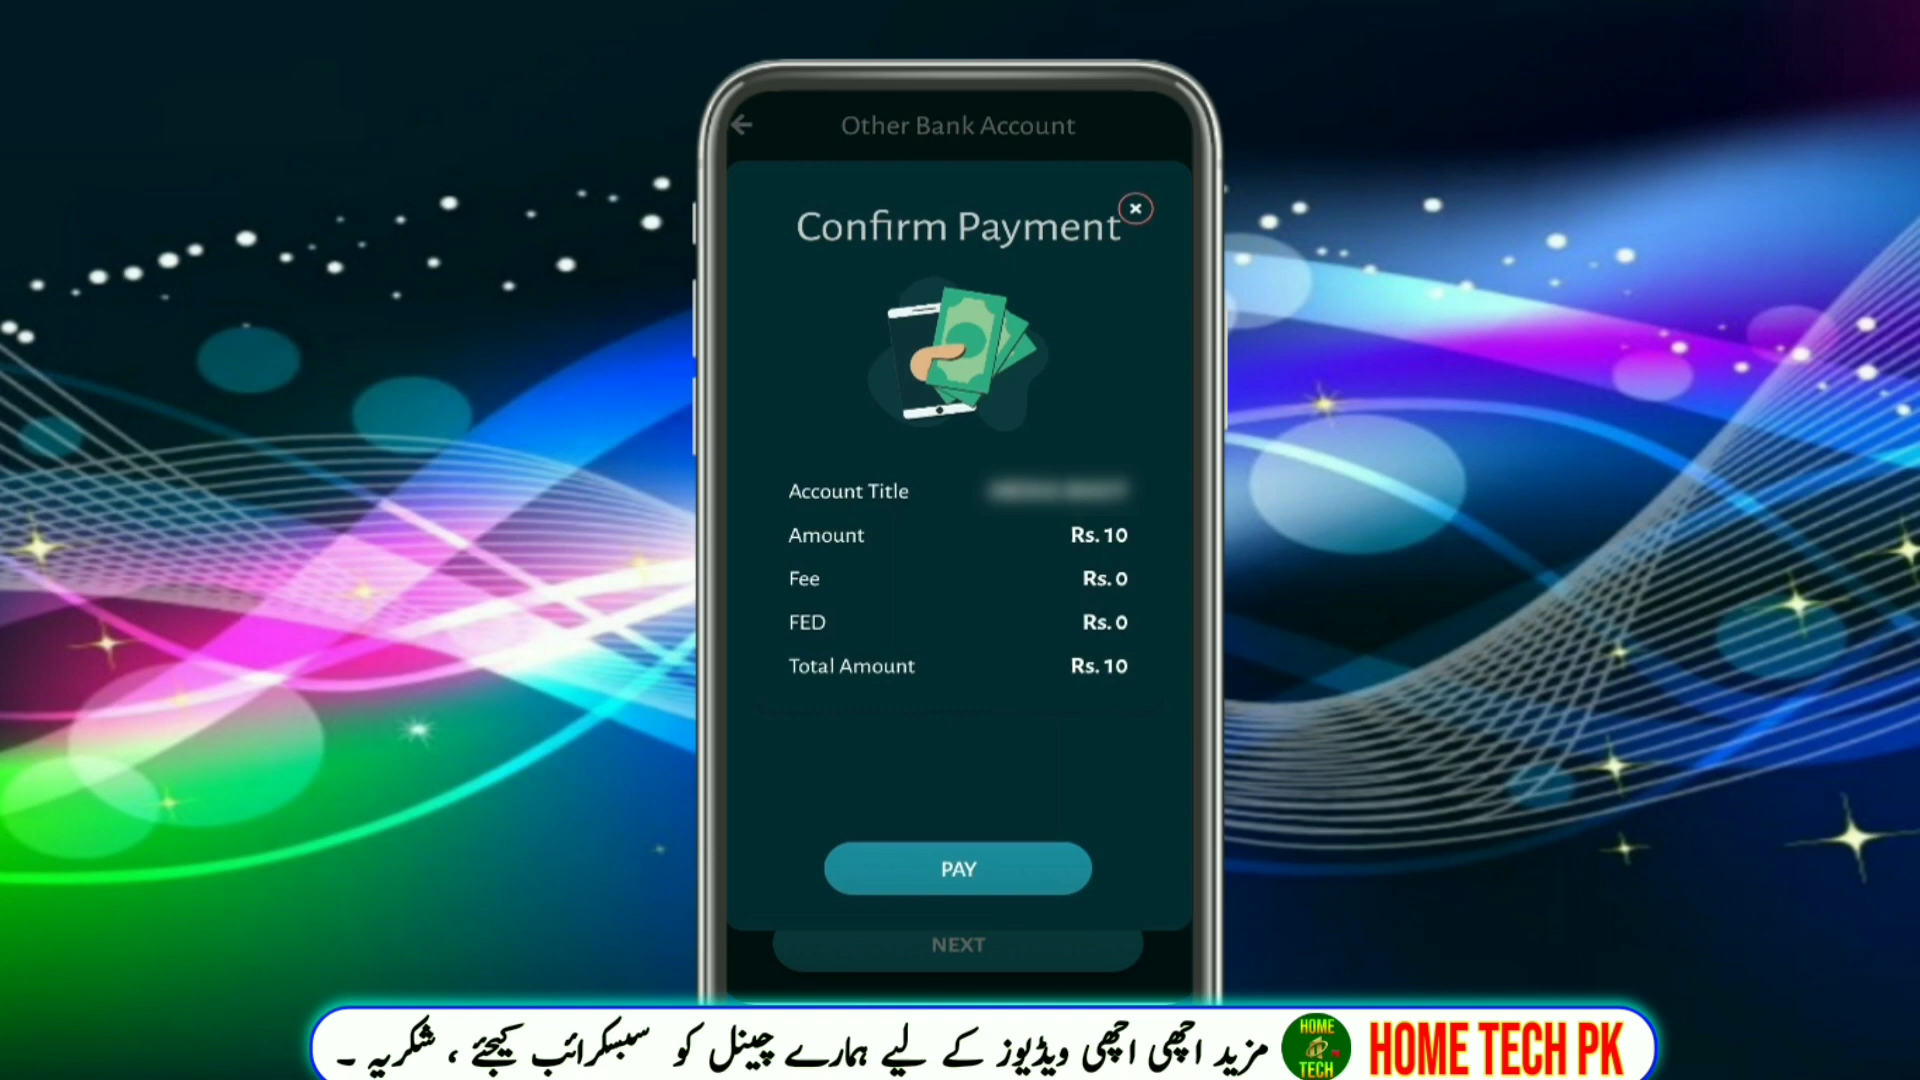 Other Bank Account
Confirm Payment
Account Title
Amount Rs. 10
Fee Rs. 0
FED Rs. 0
Total Amount Rs. 10
PAY
NEXT
مزید اچھی اچھی ویڈیوز کے لیے ہمارے چینل کو سبسکرائب کیجئے ، شکریہ ۔
HOME
TECH
HOME TECH PK